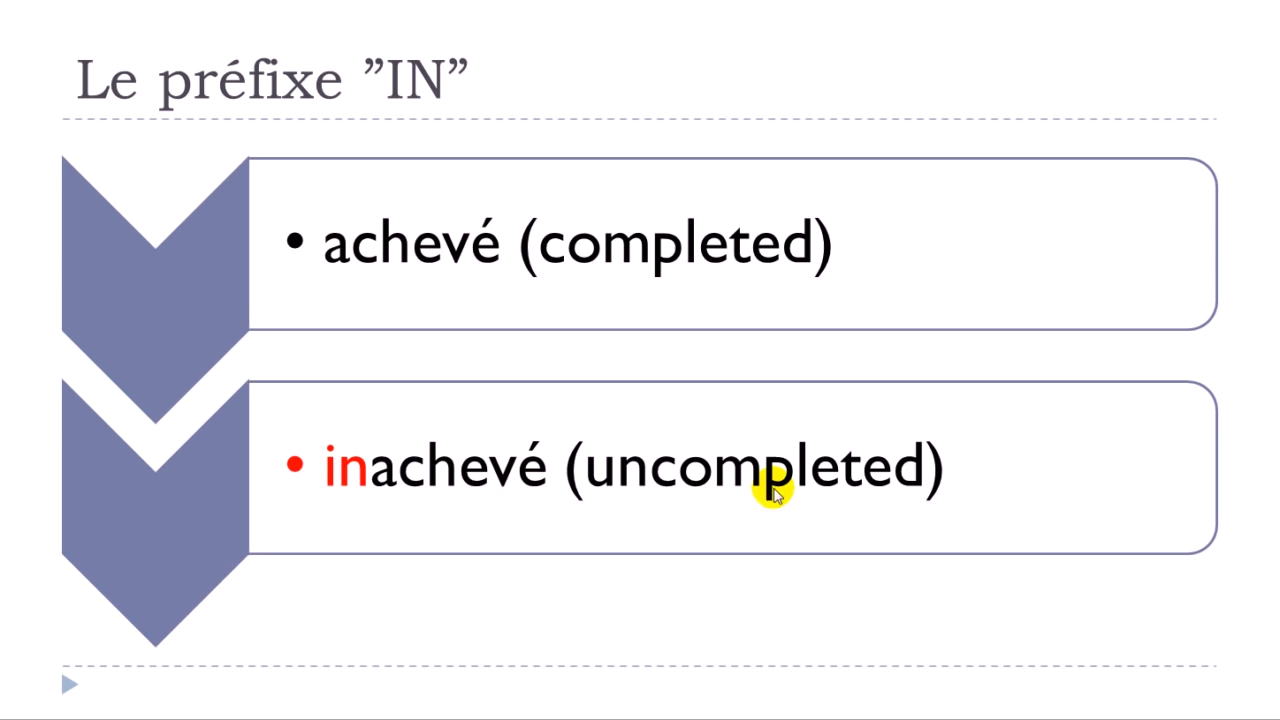 Le préfixe ”IN”
• achevé (completed)
• inachevé (uncompleted)